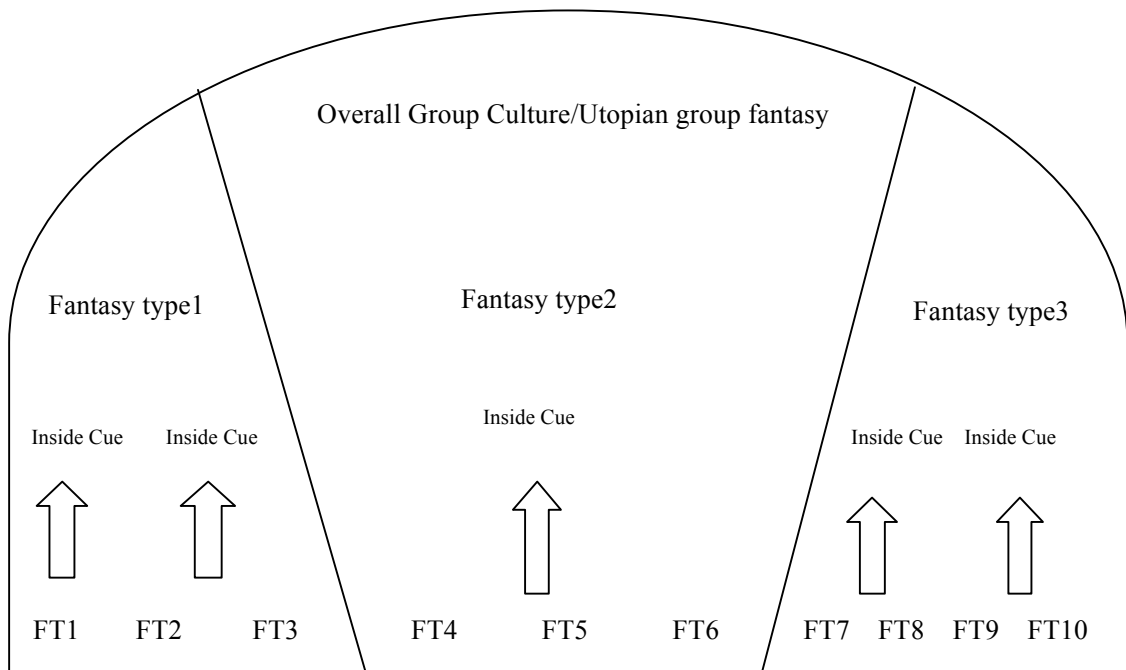 Overall Group Culture/Utopian group fantasy
Fantasy type1
Fantasy type2
Fantasy type3
Inside Cue
Inside Cue
Inside Cue
Inside Cue
Inside Cue
FT1 FT2 FT3 FT4 FT5 FT6 FT7 FT8 FT9 FT10